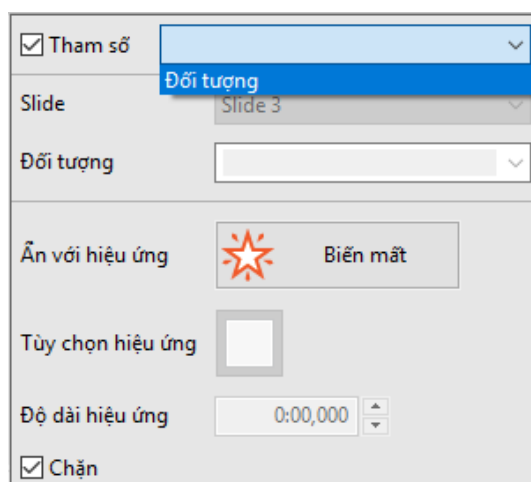 Tham số
Đối tượng
Slide
Slide 3
Đối tượng
Ẩn với hiệu ứng
Biến mất
Tùy chọn hiệu ứng
Độ dài hiệu ứng
0:00,000
Chặn